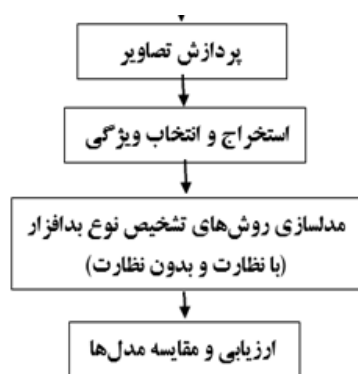 پردازش تصاویر
استخراج و انتخاب ویژگی
مدلسازی روش‌های تشخیص نوع بدافزار
(با نظارت و بدون نظارت)
ارزیابی و مقایسه مدل‌ها